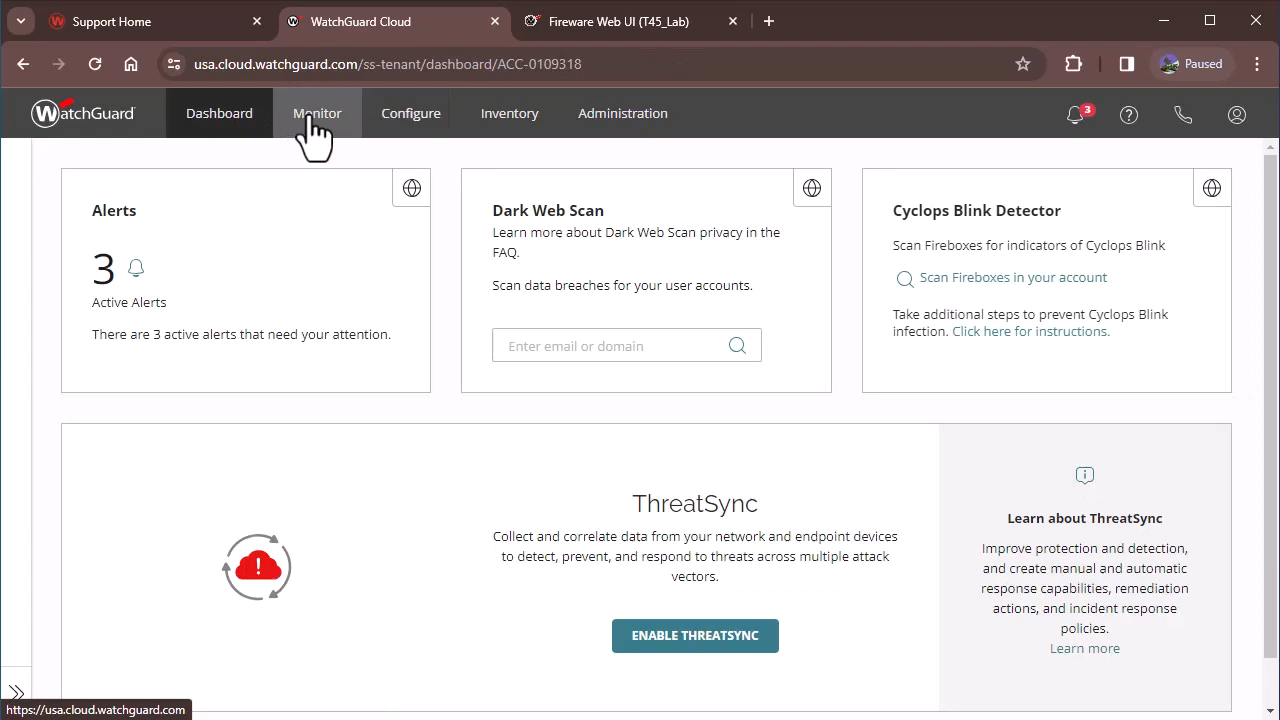 Support Home
WatchGuard Cloud
Fireware Web UI (T45_Lab)
usa.cloud.watchguard.com/ss-tenant/dashboard/ACC-0109318
Paused
WatchGuard
Dashboard
Monitor
Configure
Inventory
Administration
3
Alerts
3
Active Alerts
There are 3 active alerts that need your attention.
Dark Web Scan
Learn more about Dark Web Scan privacy in the
FAQ.
Scan data breaches for your user accounts.
Enter email or domain
Cyclops Blink Detector
Scan Fireboxes for indicators of Cyclops Blink
Scan Fireboxes in your account
Take additional steps to prevent Cyclops Blink
infection. Click here for instructions.
ThreatSync
Collect and correlate data from your network and endpoint devices
to detect, prevent, and respond to threats across multiple attack
vectors.
ENABLE THREATSYNC
Learn about ThreatSync
Improve protection and detection,
and create manual and automatic
response capabilities, remediation
actions, and incident response
policies.
Learn more
https://usa.cloud.watchguard.com